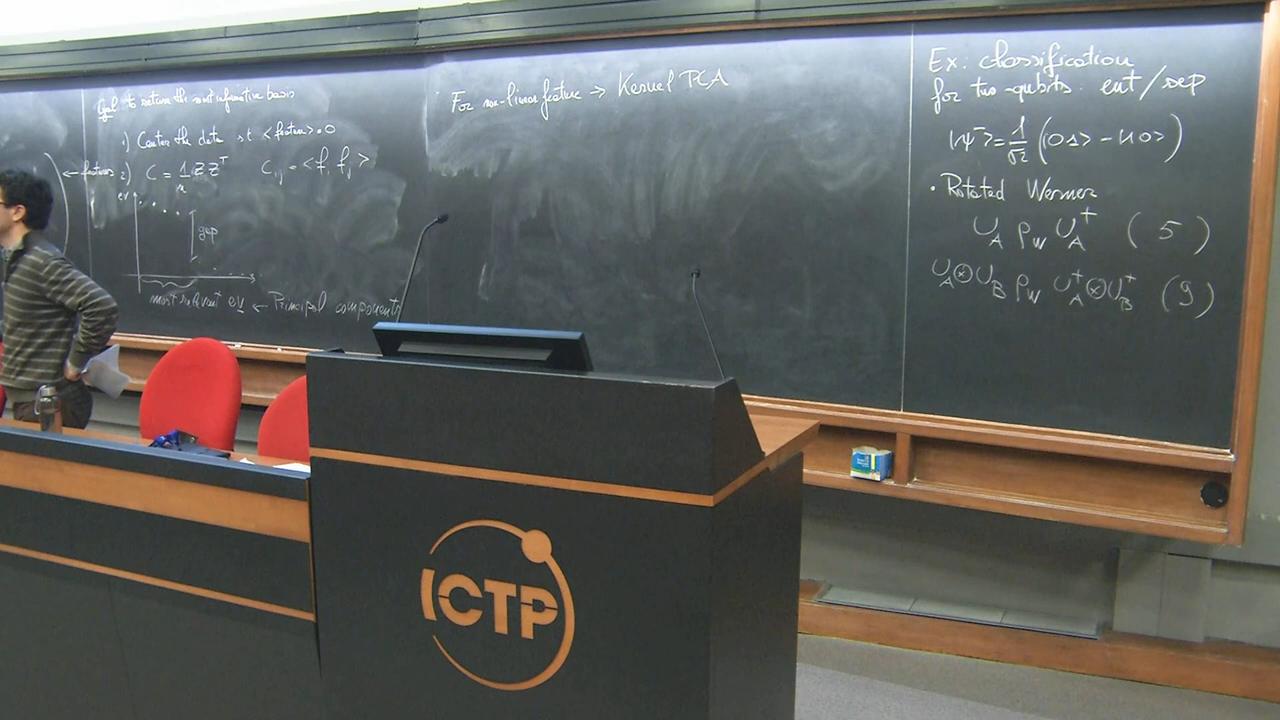 Goal: to return the most informative basis
1) Center the data s.t. <feature>=0
← features
2) C = 1/n Z Z^T   C_ij = <f_i f_j>
ev
gap
most relevant ev ← Principal components
For non-linear feature → Kernel PCA
Ex: classification
for two-qubits: ent/sep
|ψ^-> = 1/√2 (|01> - |10>)
• Rotated Werner
U_A ρ_W U_A^† ( 5 )
U_A⊗U_B ρ_W U_A^†⊗U_B^† (9)
ICTP